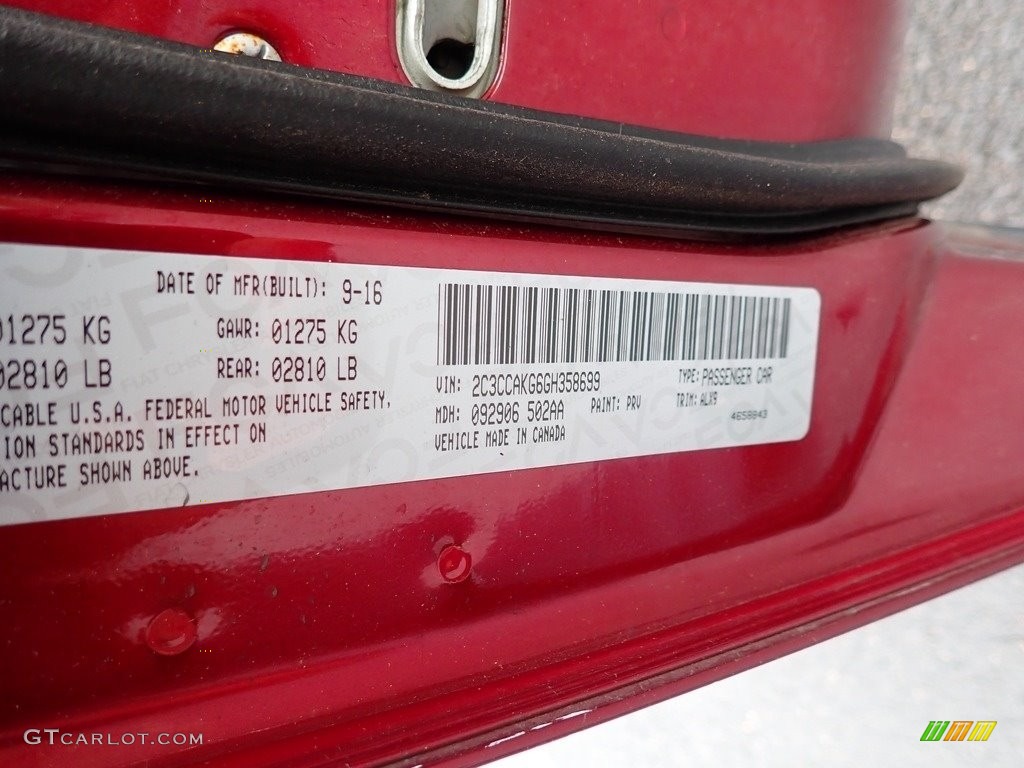 DATE OF MFR(BUILT): 9-16
01275 KG GAWR: 01275 KG
02810 LB REAR: 02810 LB
CABLE U.S.A. FEDERAL MOTOR VEHICLE SAFETY,
ION STANDARDS IN EFFECT ON
ACTURE SHOWN ABOVE.
VIN: 2C3CCAKG6GH358699 TYPE: PASSENGER CAR
MDH: 092906 502AA PAINT: PRV TRIM: ALX9
VEHICLE MADE IN CANADA 4658843
GTCARLOT.COM